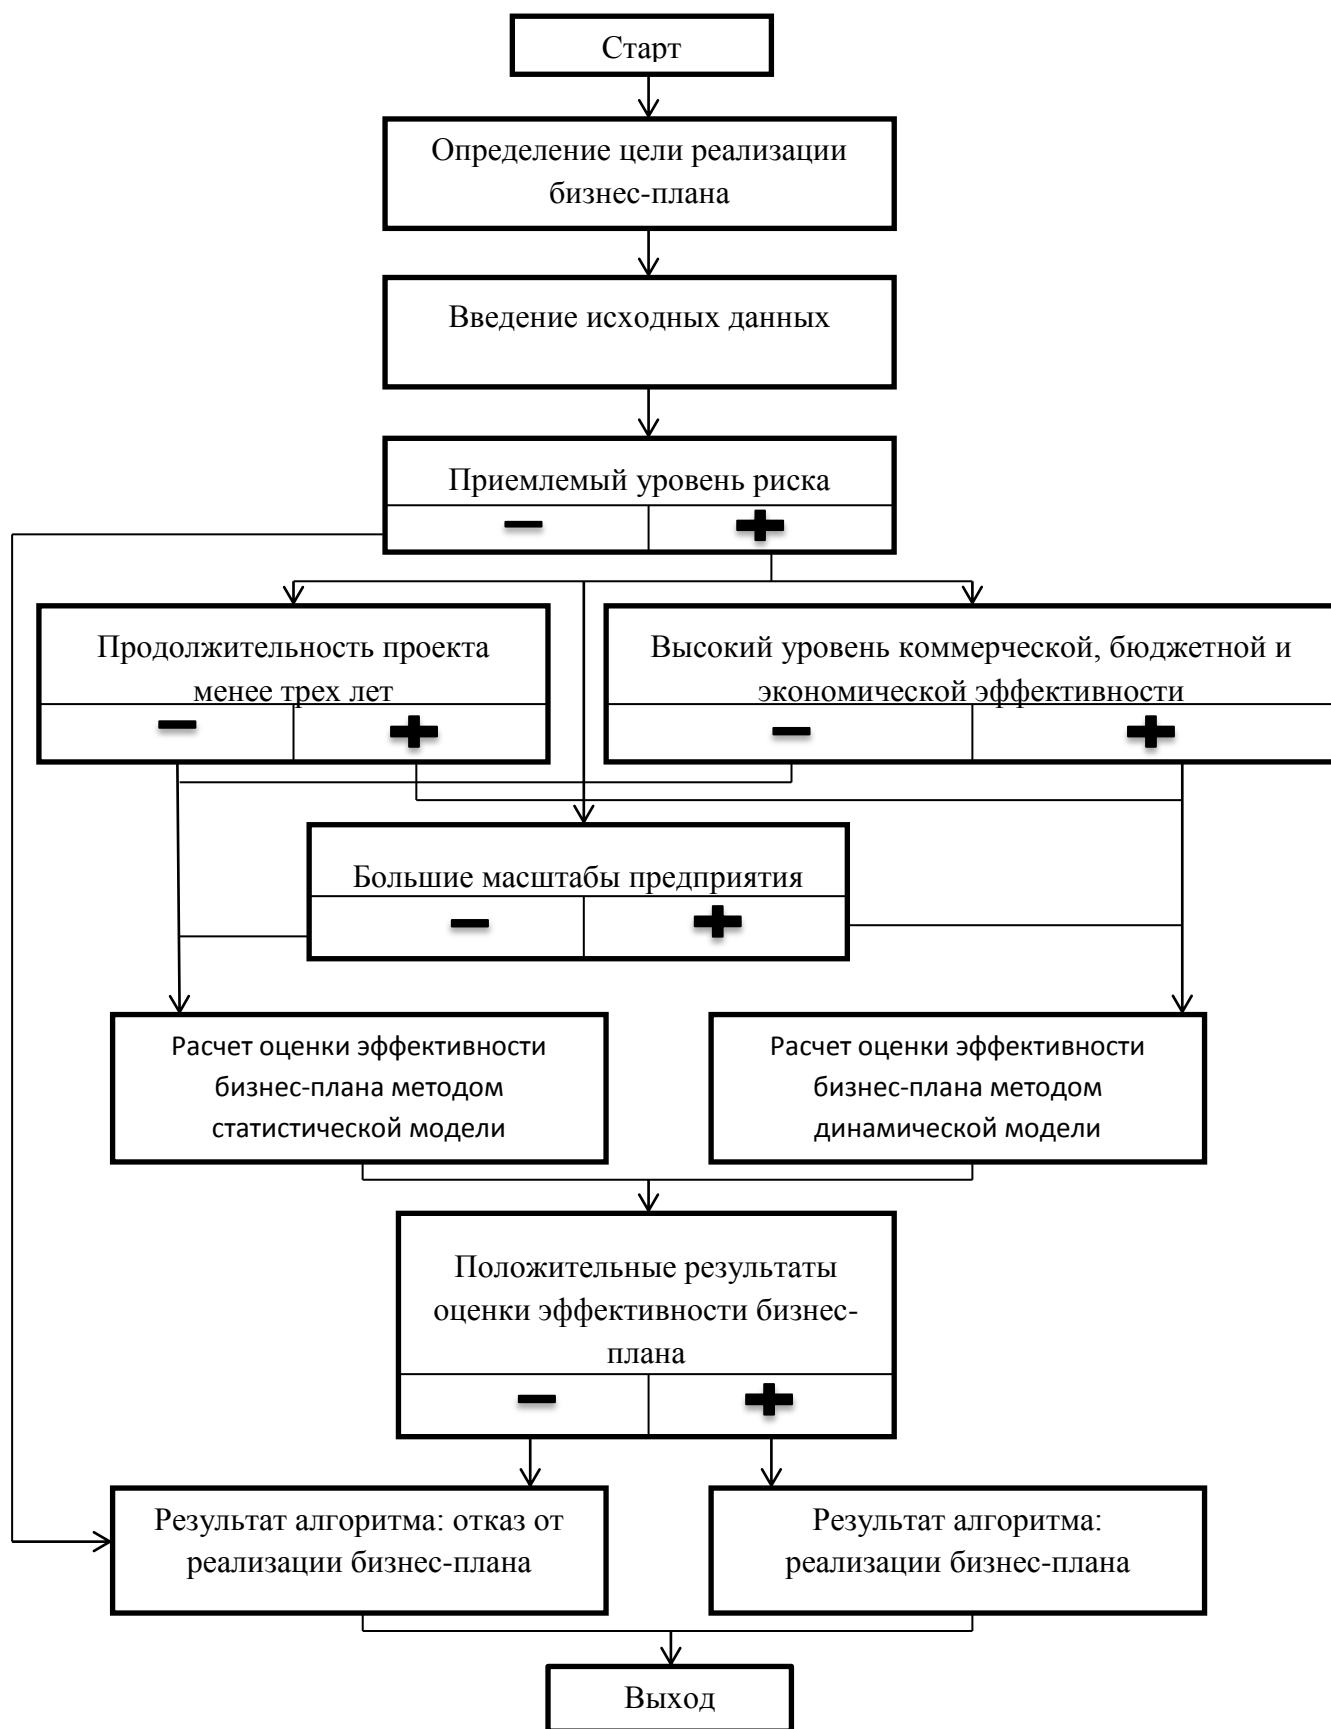 Старт
Определение цели реализации
бизнес-плана
Введение исходных данных
Приемлемый уровень риска
− +
Продолжительность проекта
менее трех лет
− +
Высокий уровень коммерческой, бюджетной и
экономической эффективности
− +
Большие масштабы предприятия
− +
Расчет оценки эффективности
бизнес-плана методом
статистической модели
Расчет оценки эффективности
бизнес-плана методом
динамической модели
Положительные результаты
оценки эффективности бизнес-
плана
− +
Результат алгоритма: отказ от
реализации бизнес-плана
Результат алгоритма:
реализации бизнес-плана
Выход